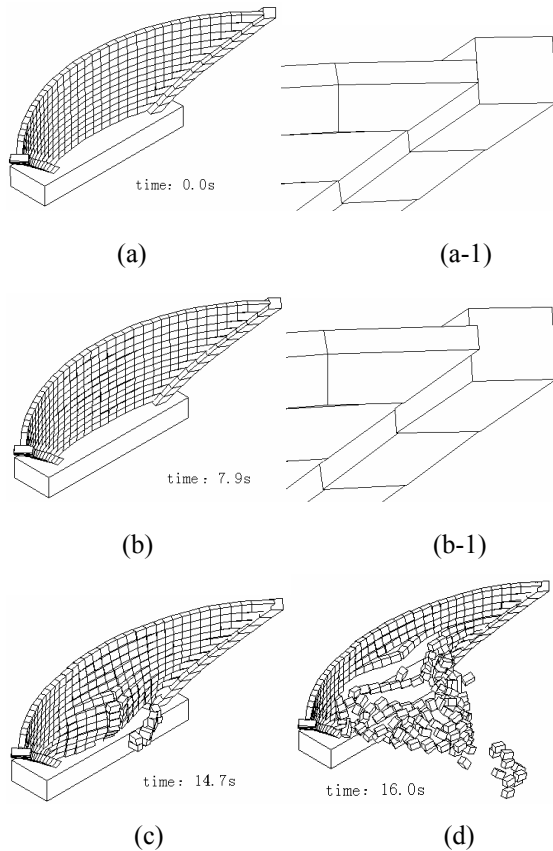 time: 0.0s
(a)
(a-1)
time: 7.9s
(b)
(b-1)
time: 14.7s
(c)
time: 16.0s
(d)